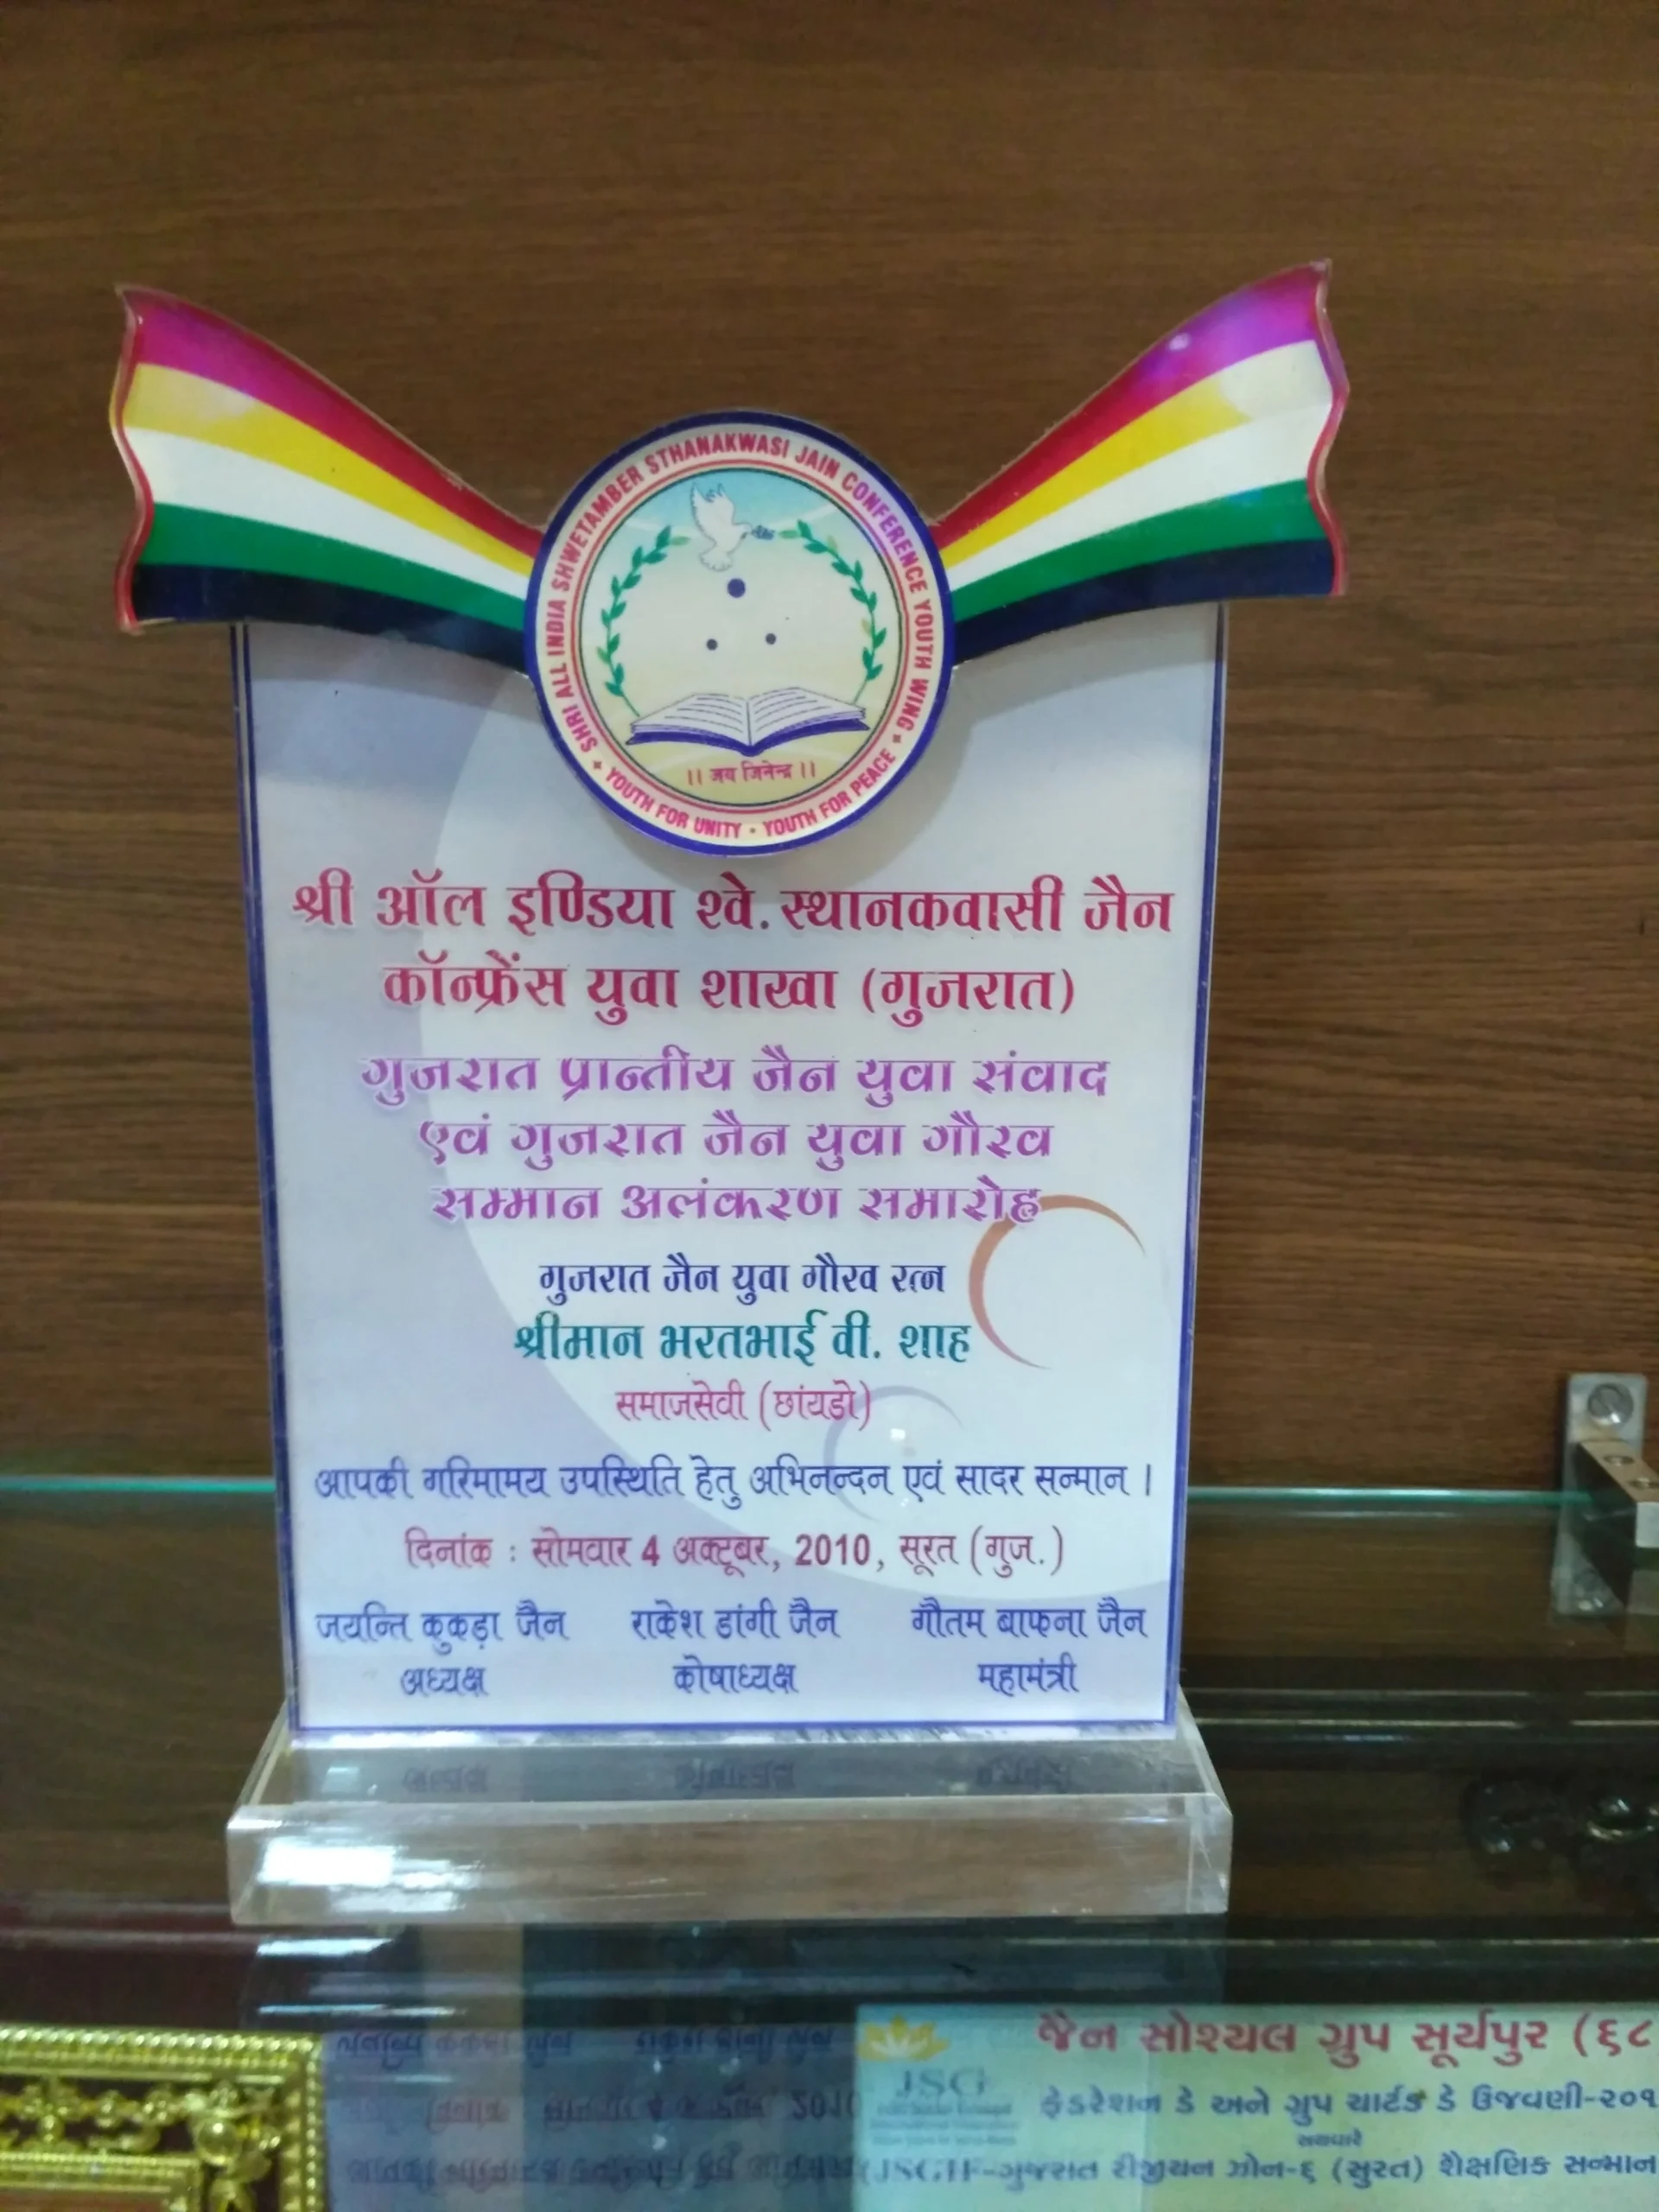 SHRI ALL INDIA SHWETAMBER STHANAKWASI JAIN CONFERENCE YOUTH WING
• YOUTH FOR UNITY • YOUTH FOR PEACE •
।। जय जिनेन्द्र ।।
श्री ऑल इण्डिया श्वे. स्थानकवासी जैन
कॉन्फ्रेंस युवा शाखा (गुजरात)
गुजरात प्रान्तीय जैन युवा संवाद
एवं गुजरात जैन युवा गौरव
सम्मान अलंकरण समारोह
गुजरात जैन युवा गौरव रत्न
श्रीमान भरतभाई वी. शाह
समाजसेवी (छांयडो)
आपकी गरिमामय उपस्थिति हेतु अभिनन्दन एवं सादर सन्मान ।
दिनांक : सोमवार 4 अक्टूबर, 2010, सूरत (गुज.)
जयन्ति कुकड़ा जैन राकेश डांगी जैन गौतम बाफना जैन
अध्यक्ष कोषाध्यक्ष महामंत्री
જૈન સોશ્યલ ગ્રુપ સૂર્યપુર (૬૮
JSG
ફેડરેશન ડે અને ગ્રુપ ચાર્ટર્ડ ડે ઉજવણી-૨૦૧
JSGIF-ગુજરાત રીજીયન ઝોન-૬ (સુરત) શૈક્ષણિક સન્માન